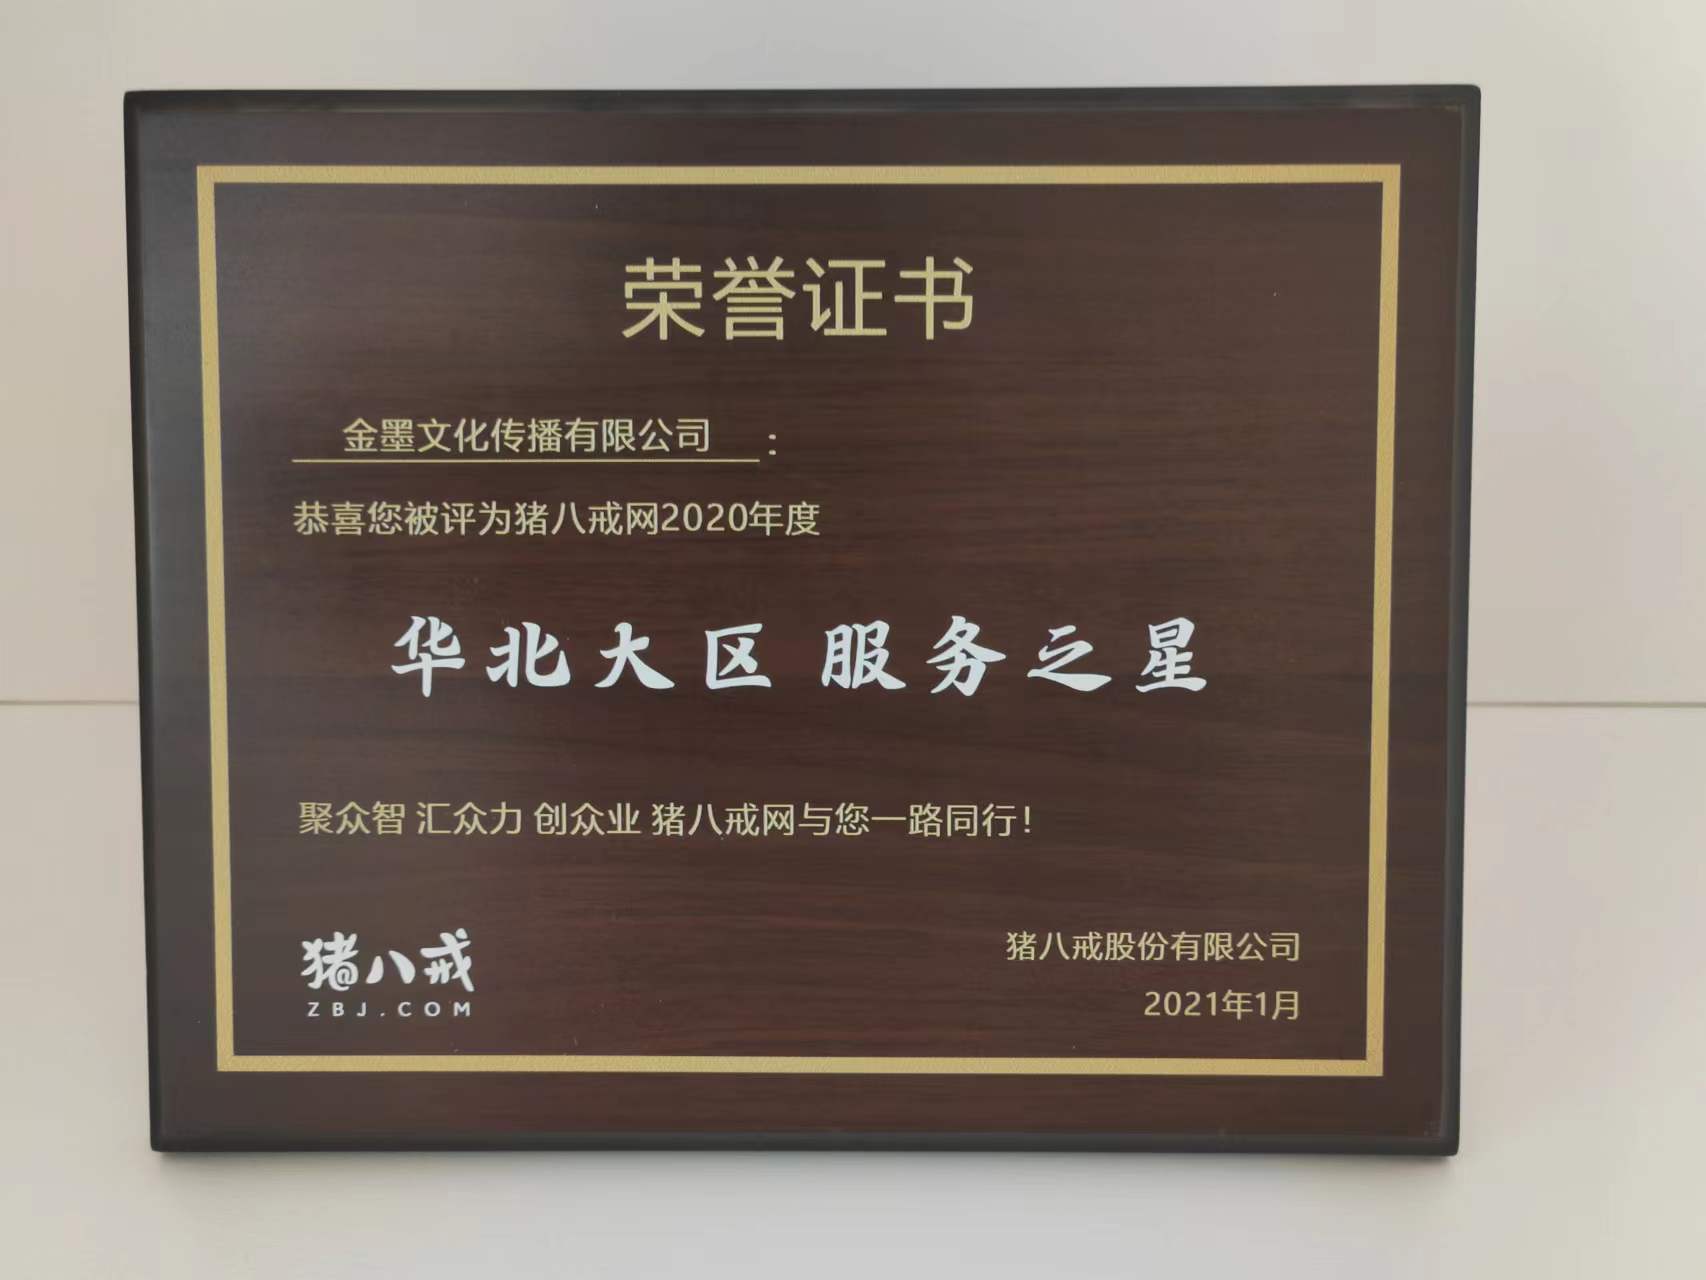 荣誉证书
金墨文化传播有限公司：
恭喜您被评为猪八戒网2020年度
华北大区 服务之星
聚众智 汇众力 创众业 猪八戒网与您一路同行！
猪八戒
ZBJ.COM
猪八戒股份有限公司
2021年1月